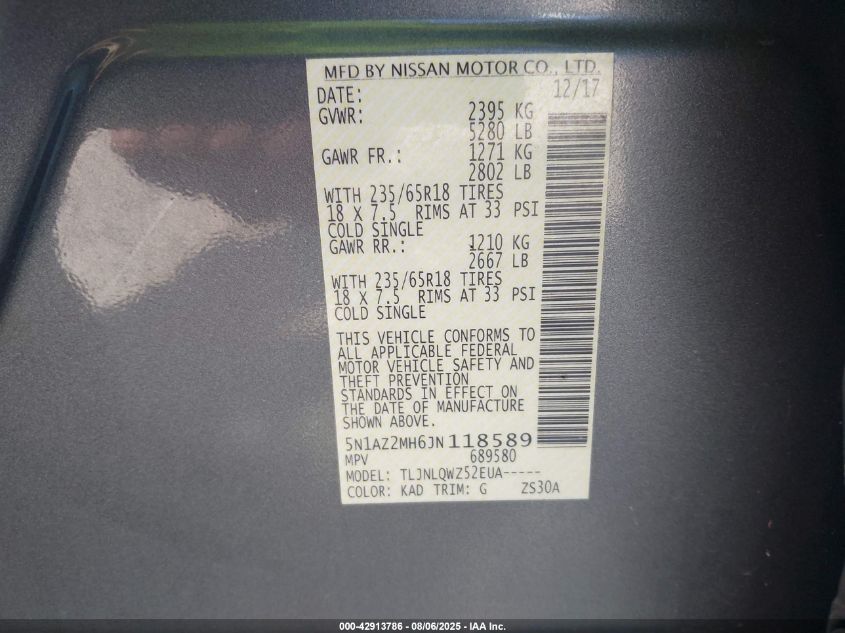 MFD BY NISSAN MOTOR CO., LTD.
DATE: 12/17
GVWR: 2395 KG
5280 LB
GAWR FR.: 1271 KG
2802 LB
WITH 235/65R18 TIRES
18 X 7.5 RIMS AT 33 PSI
COLD SINGLE
GAWR RR.: 1210 KG
2667 LB
WITH 235/65R18 TIRES
18 X 7.5 RIMS AT 33 PSI
COLD SINGLE
THIS VEHICLE CONFORMS TO
ALL APPLICABLE FEDERAL
MOTOR VEHICLE SAFETY AND
THEFT PREVENTION
STANDARDS IN EFFECT ON
THE DATE OF MANUFACTURE
SHOWN ABOVE.
5N1AZ2MH6JN118589
MPV 689580
MODEL: TLJNLQWZ52EUA-----
COLOR: KAD TRIM: G ZS30A
000-42913786 - 08/06/2025 - IAA Inc.